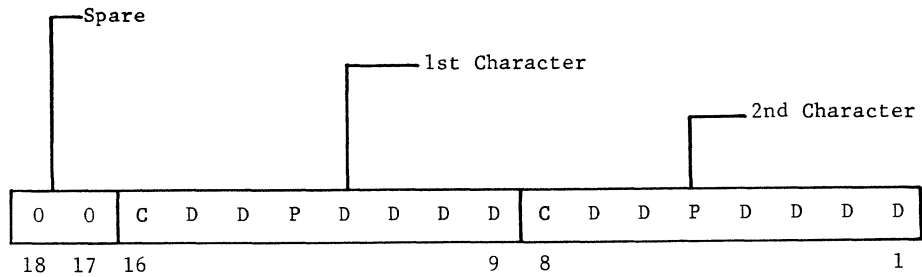 Spare
1st Character
2nd Character
0 0 C D D P D D D D C D D P D D D D
18 17 16 9 8 1